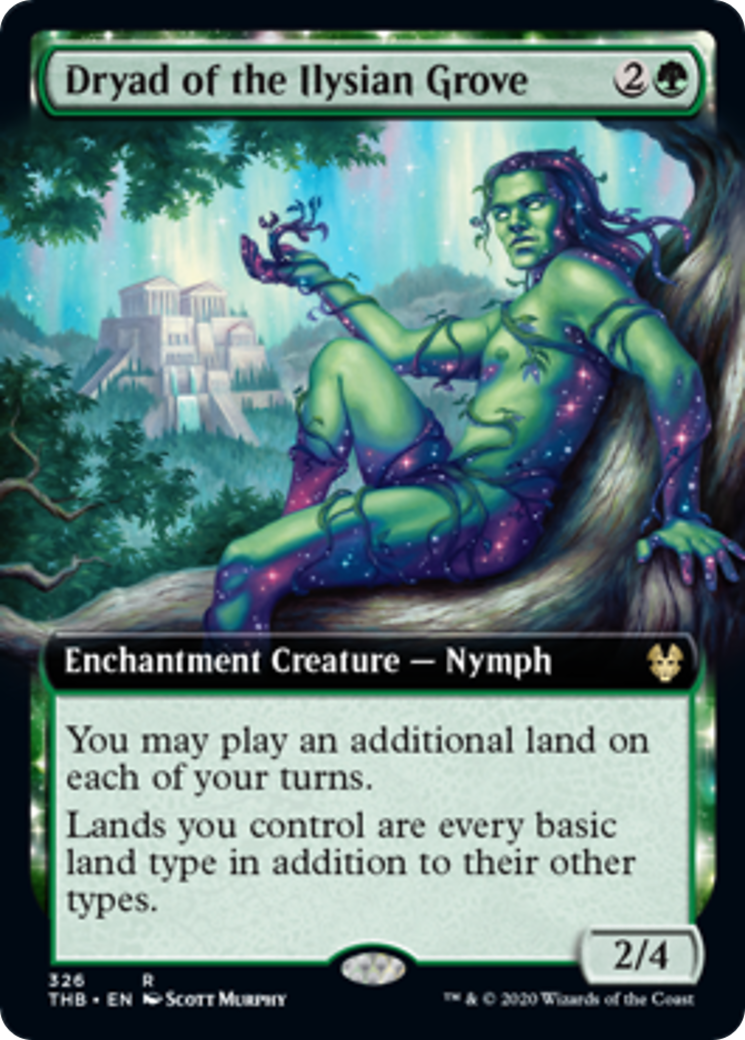 Dryad of the Ilysian Grove 2
Enchantment Creature — Nymph
You may play an additional land on
each of your turns.
Lands you control are every basic
land type in addition to their other
types.
2/4
326 R
THB • EN Scott Murphy
™ & © 2020 Wizards of the Coast